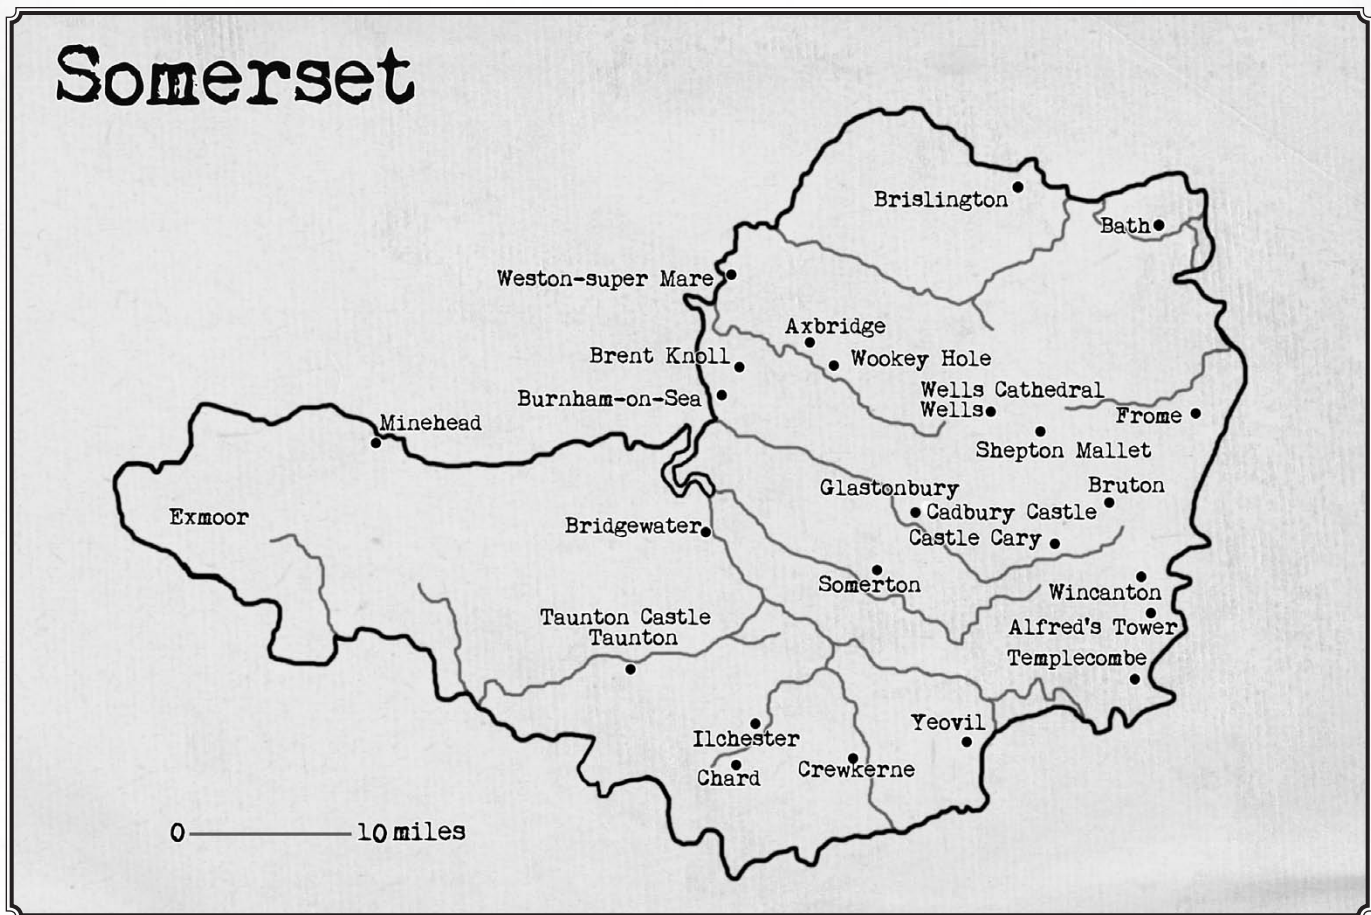 Somerset
Brislington
Bath
Weston-super Mare
Axbridge
Brent Knoll
Wookey Hole
Wells Cathedral
Burnham-on-Sea
Wells
Frome
Minehead
Shepton Mallet
Glastonbury
Bruton
Exmoor
Cadbury Castle
Bridgewater
Castle Cary
Somerton
Wincanton
Taunton Castle
Alfred's Tower
Taunton
Templecombe
Yeovil
Ilchester
Chard
Crewkerne
0 10 miles